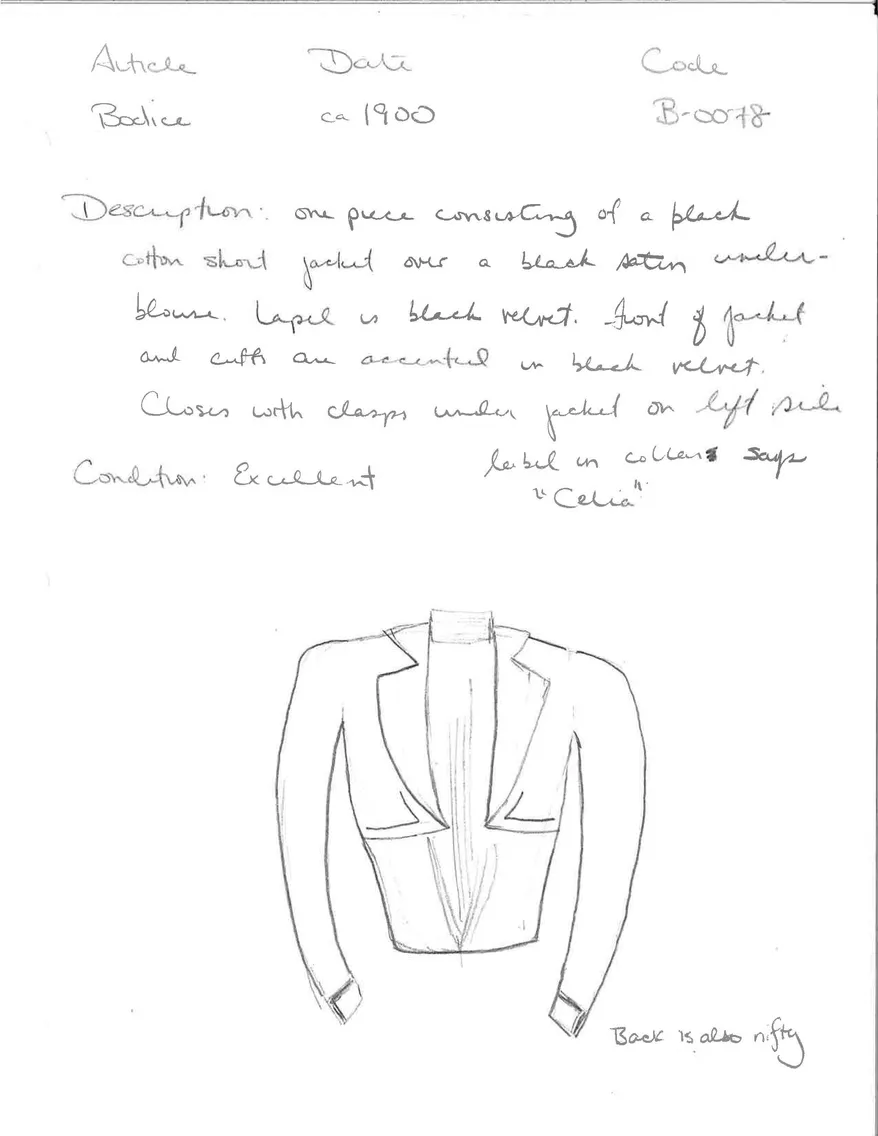 Article Date Code
Bodice ca 1900 B-0078
Description: one piece consisting of a black
cotton short jacket over a black satin under-
blouse. Lapel is black velvet. Front of jacket
and cuffs are accented in black velvet.
Closes with clasps under jacket on left side
label in collar says
Condition: Excellent
"Celia"
Back is also nifty